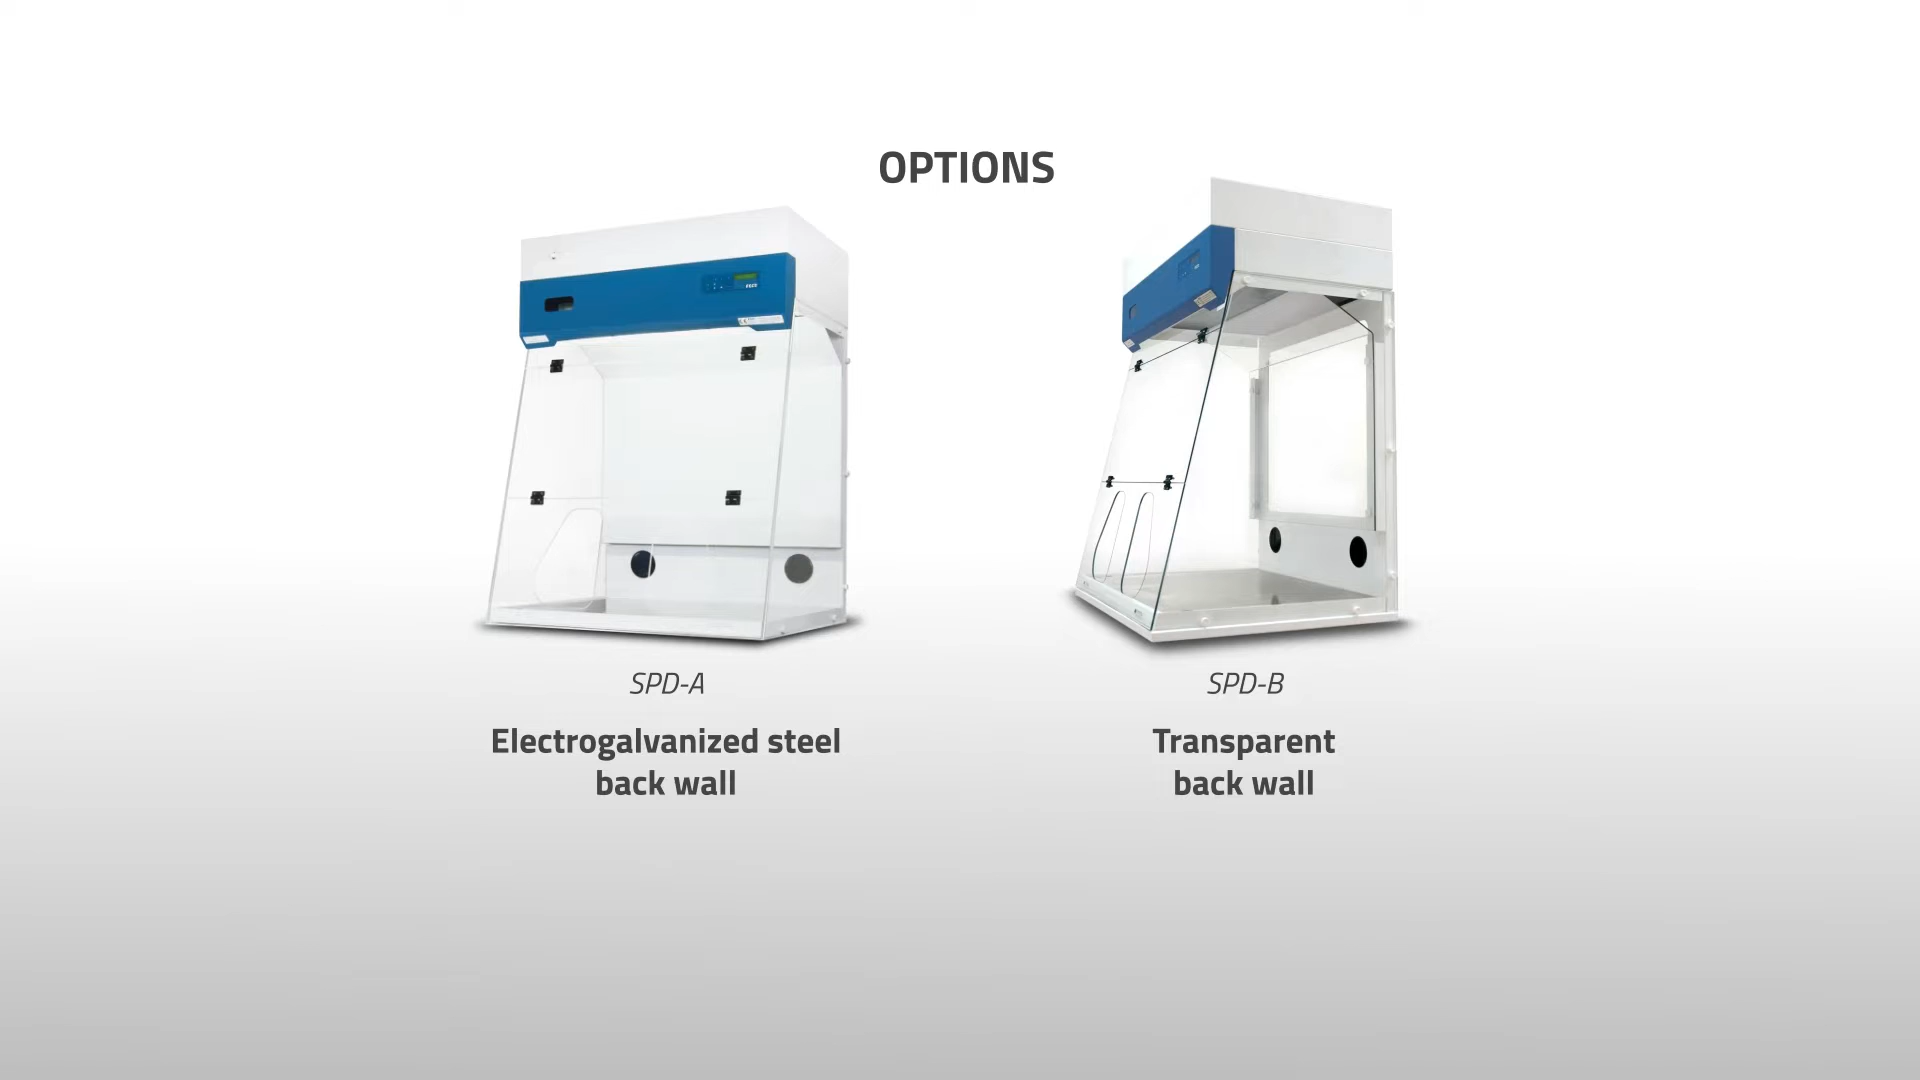 OPTIONS
SPD-A
Electrogalvanized steel
back wall
SPD-B
Transparent
back wall